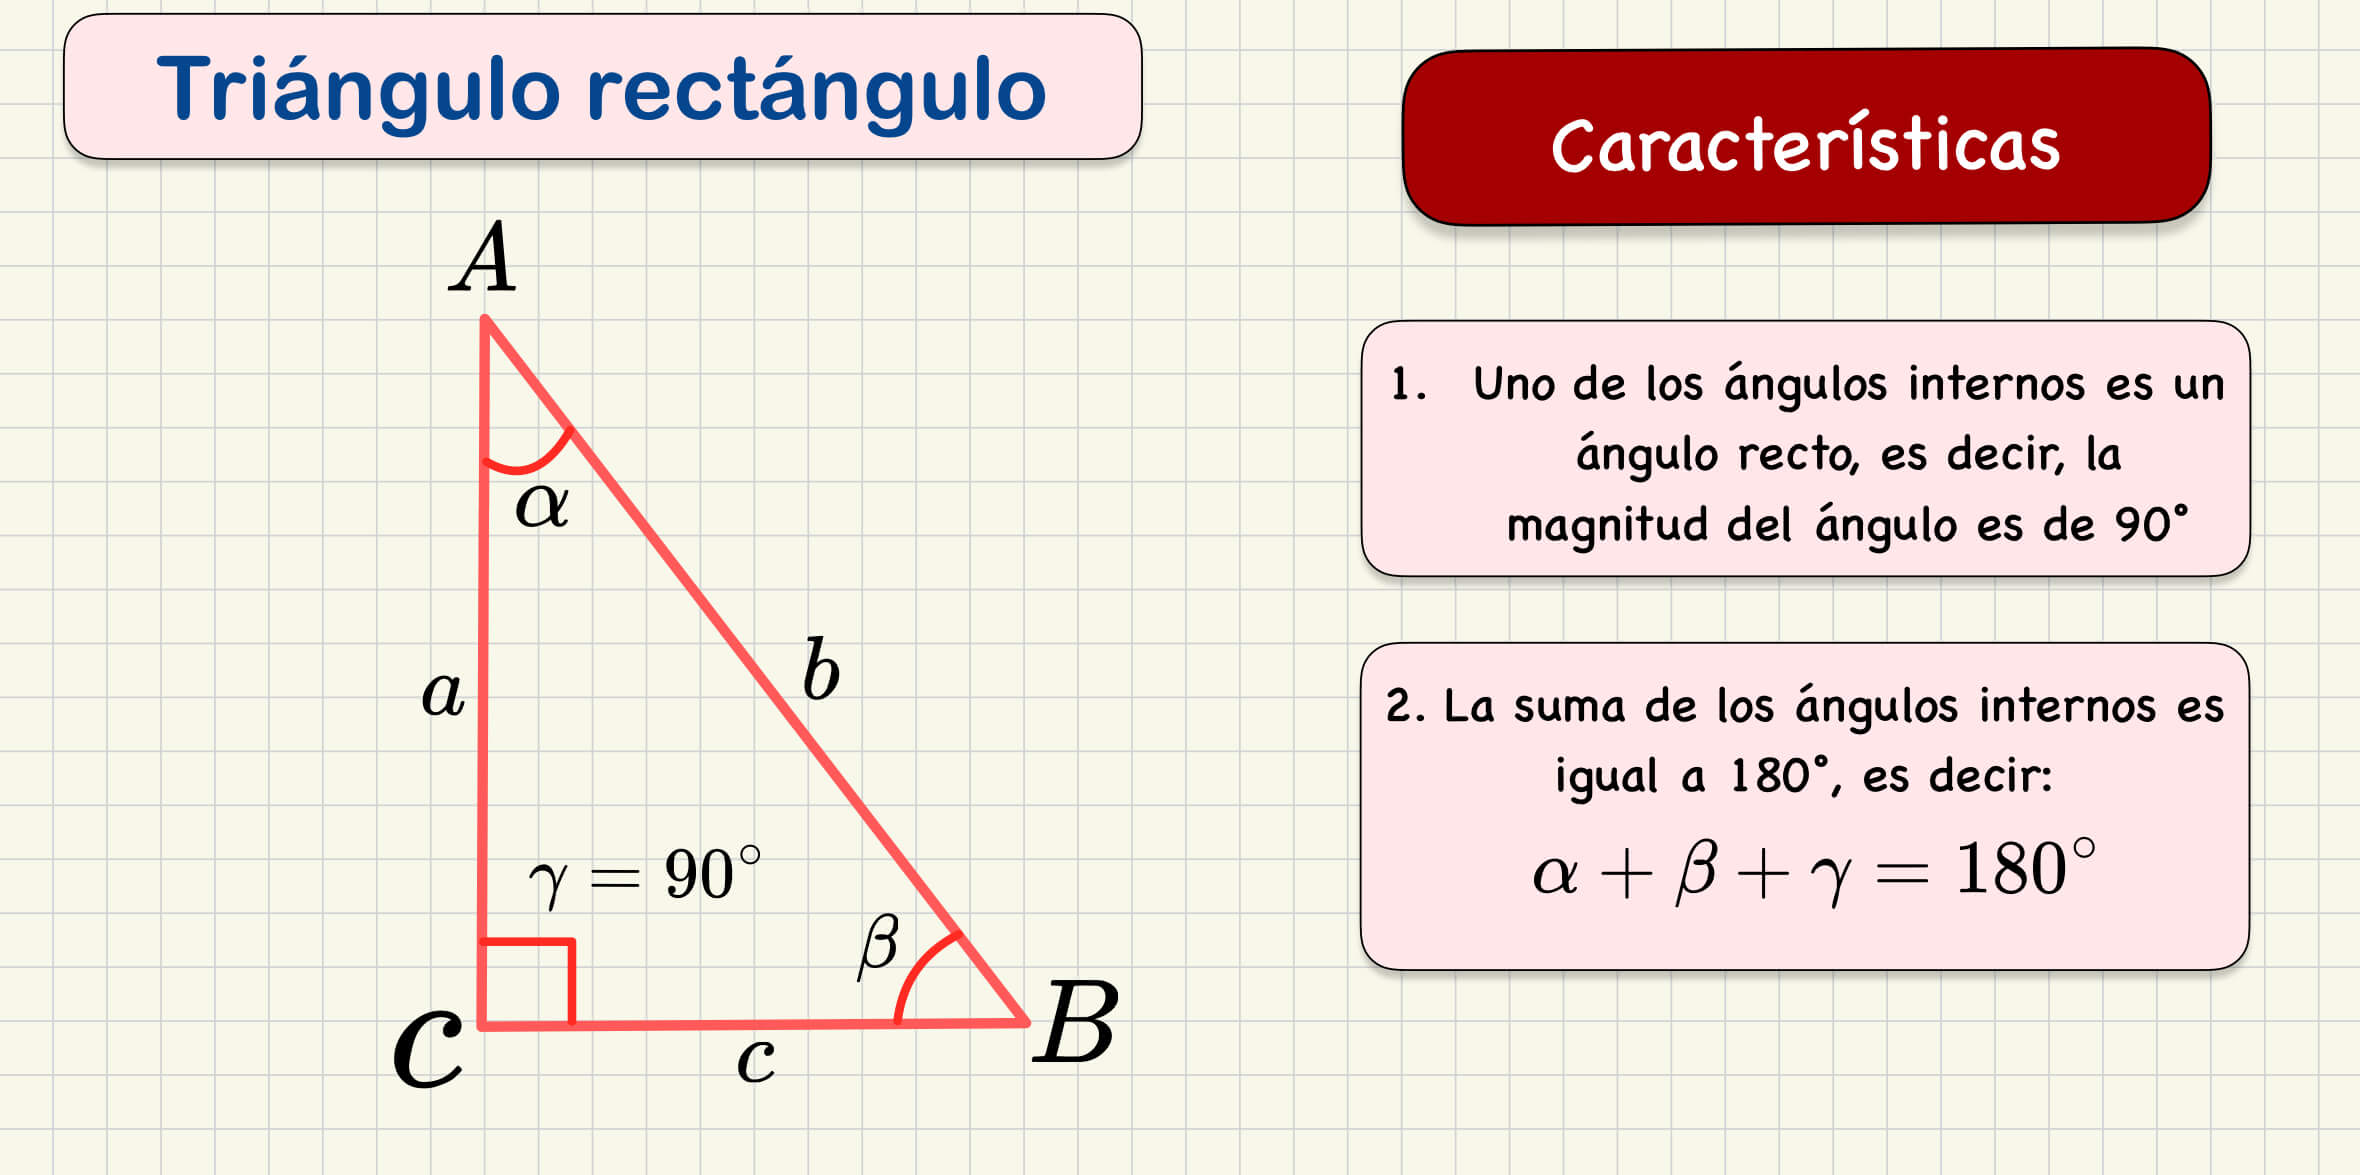 Triángulo rectángulo
Características
A
α
a
b
γ = 90°
β
c
B
c
1. Uno de los ángulos internos es un
ángulo recto, es decir, la
magnitud del ángulo es de 90°
2. La suma de los ángulos internos es
igual a 180°, es decir:
α + β + γ = 180°